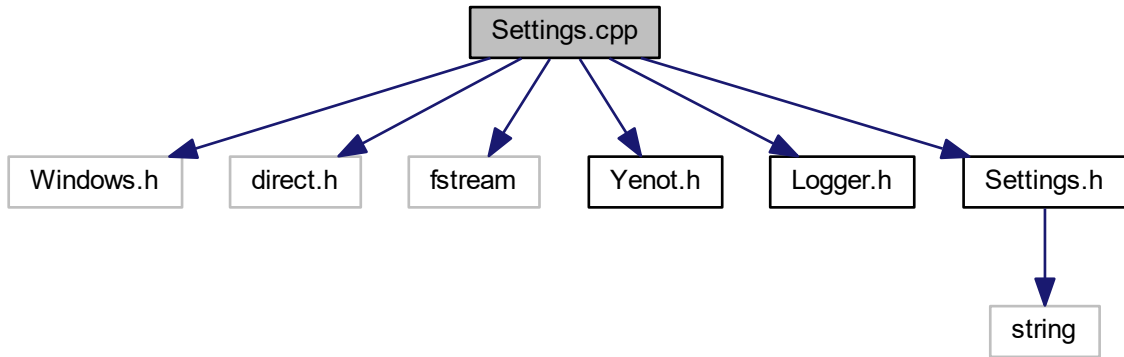 Settings.cpp
Windows.h
direct.h
fstream
Yenot.h
Logger.h
Settings.h
string